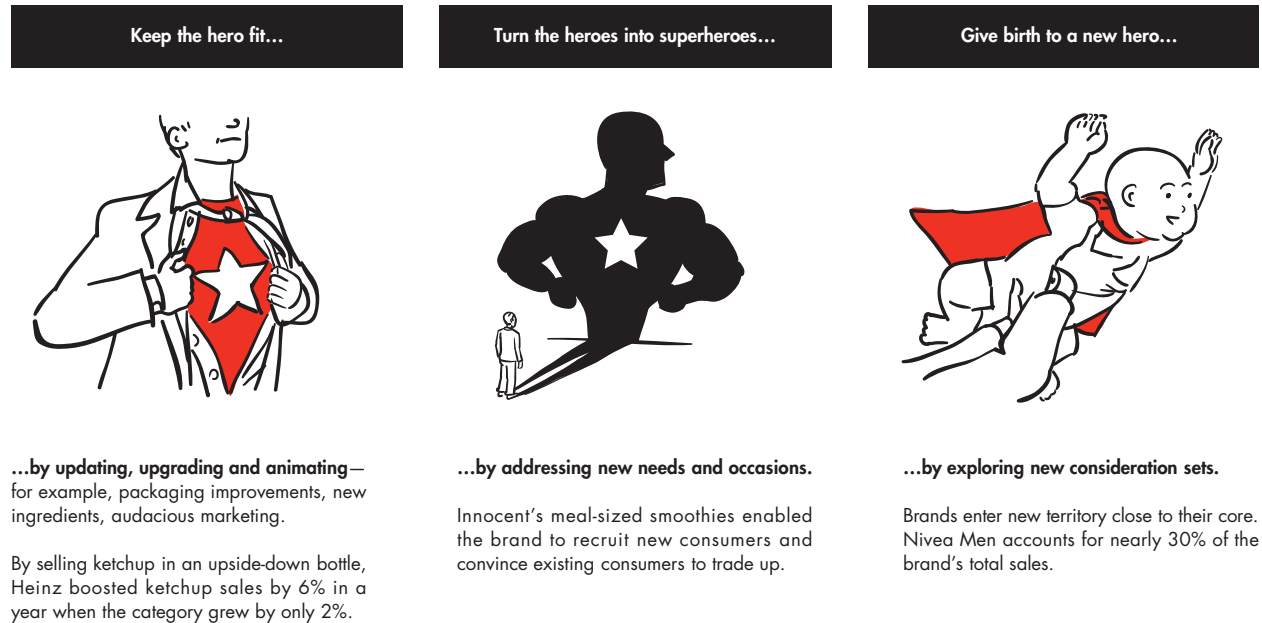 Keep the hero fit…
…by updating, upgrading and animating—
for example, packaging improvements, new
ingredients, audacious marketing.
By selling ketchup in an upside-down bottle,
Heinz boosted ketchup sales by 6% in a
year when the category grew by only 2%.
Turn the heroes into superheroes…
…by addressing new needs and occasions.
Innocent’s meal-sized smoothies enabled
the brand to recruit new consumers and
convince existing consumers to trade up.
Give birth to a new hero…
…by exploring new consideration sets.
Brands enter new territory close to their core.
Nivea Men accounts for nearly 30% of the
brand’s total sales.